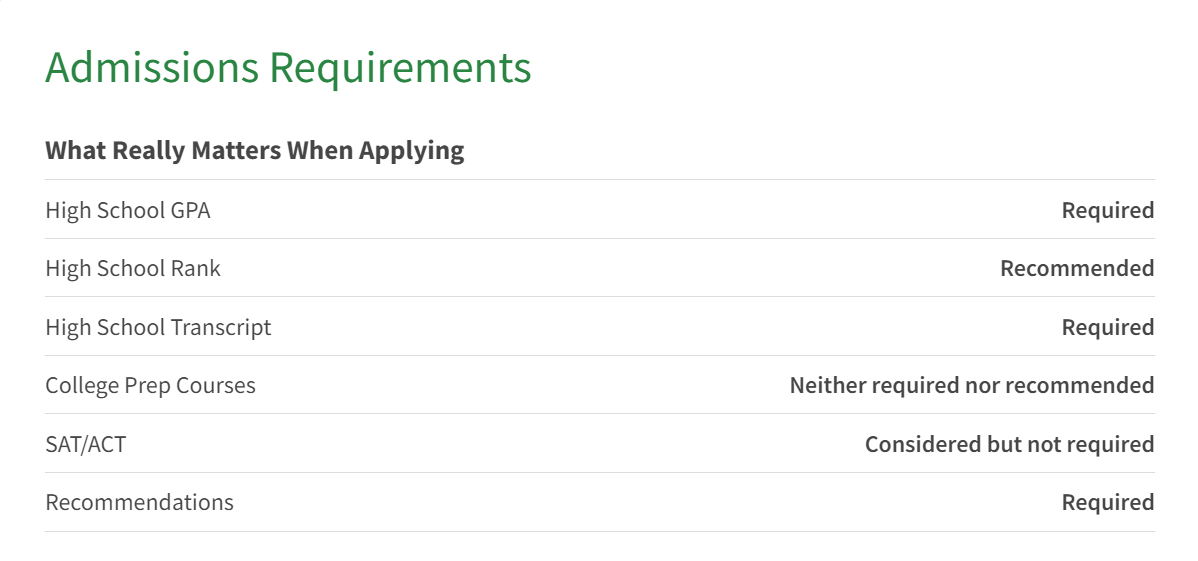 Admissions Requirements
What Really Matters When Applying
High School GPA Required
High School Rank Recommended
High School Transcript Required
College Prep Courses Neither required nor recommended
SAT/ACT Considered but not required
Recommendations Required